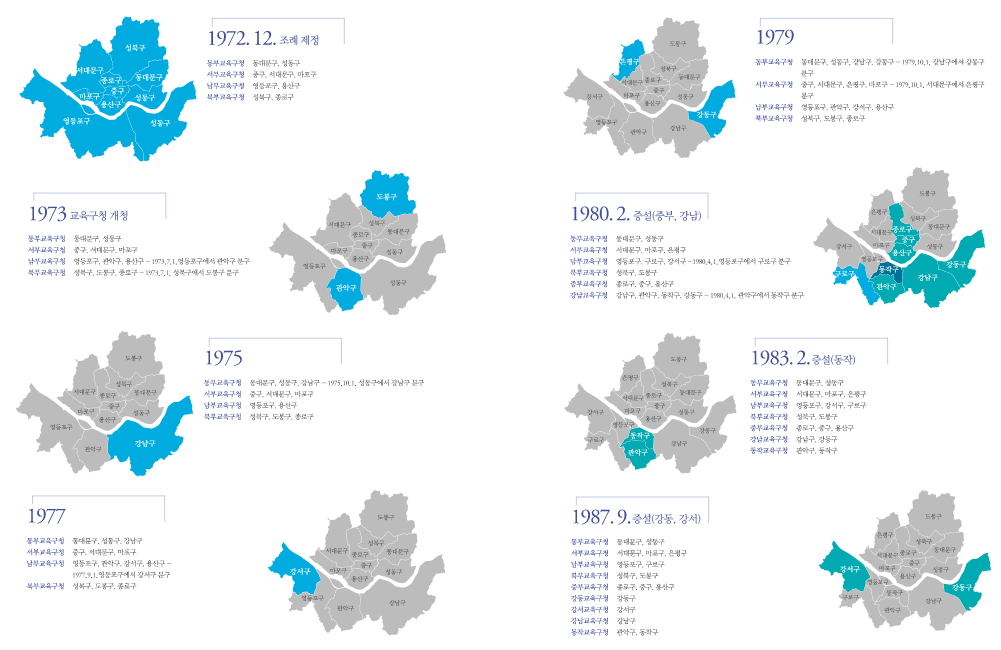 1972. 12. 조례 제정
동부교육구청 동대문구, 성동구
서부교육구청 중구, 서대문구, 마포구
남부교육구청 영등포구, 용산구
북부교육구청 성북구, 종로구
성북구
서대문구
종로구
동대문구
중구
마포구
용산구
성동구
영등포구
성동구
1973 교육구청 개청
동부교육구청 동대문구, 성동구
서부교육구청 중구, 서대문구, 마포구
남부교육구청 영등포구, 관악구, 용산구 – 1973.7.1. 영등포구에서 관악구 분구
북부교육구청 성북구, 도봉구, 종로구 – 1973.7.1. 성북구에서 도봉구 분구
도봉구
서대문구
성북구
종로구
동대문구
중구
마포구
용산구
성동구
영등포구
관악구
성동구
1975
동부교육구청 동대문구, 성동구, 강남구 – 1975.10.1. 성동구에서 강남구 분구
서부교육구청 중구, 서대문구, 마포구
남부교육구청 영등포구, 용산구
북부교육구청 성북구, 도봉구, 종로구
도봉구
성북구
서대문구
종로구
동대문구
중구
마포구
용산구
성동구
영등포구
관악구
강남구
1977
동부교육구청 동대문구, 성동구, 강남구
서부교육구청 중구, 서대문구, 마포구
남부교육구청 영등포구, 관악구, 강서구, 용산구 –
1977.9.1. 영등포구에서 강서구 분구
북부교육구청 성북구, 도봉구, 종로구
도봉구
성북구
서대문구
종로구
동대문구
중구
마포구
용산구
성동구
강서구
영등포구
관악구
강남구
1979
동부교육구청 동대문구, 성동구, 강남구, 강동구 – 1979.10.1. 강남구에서 강동구
분구
서부교육구청 중구, 서대문구, 은평구, 마포구 – 1979.10.1. 서대문구에서 은평구
분구
남부교육구청 영등포구, 관악구, 강서구, 용산구
북부교육구청 성북구, 도봉구, 종로구
도봉구
은평구
성북구
서대문구
종로구
동대문구
중구
강서구
마포구
용산구
성동구
강동구
영등포구
관악구
강남구
1980. 2. 증설(중부, 강남)
동부교육구청 동대문구, 성동구
서부교육구청 서대문구, 마포구, 은평구
남부교육구청 영등포구, 구로구, 강서구 – 1980.4.1. 영등포구에서 구로구 분구
북부교육구청 성북구, 도봉구
중부교육구청 종로구, 중구, 용산구
강남교육구청 강남구, 관악구, 동작구, 강동구 – 1980.4.1. 관악구에서 동작구 분구
도봉구
은평구
성북구
서대문구
종로구
동대문구
중구
강서구
마포구
용산구
성동구
영등포구
강동구
구로구
동작구
관악구
강남구
1983. 2. 증설(동작)
동부교육구청 동대문구, 성동구
서부교육구청 서대문구, 마포구, 은평구
남부교육구청 영등포구, 강서구, 구로구
북부교육구청 성북구, 도봉구
중부교육구청 종로구, 중구, 용산구
강남교육구청 강남구, 강동구
동작교육구청 관악구, 동작구
도봉구
은평구
성북구
서대문구
종로구
동대문구
중구
강서구
마포구
용산구
성동구
영등포구
강동구
구로구
동작구
관악구
강남구
1987. 9. 증설(강동, 강서)
동부교육구청 동대문구, 성동구
서부교육구청 서대문구, 마포구, 은평구
남부교육구청 영등포구, 구로구
북부교육구청 성북구, 도봉구
중부교육구청 종로구, 중구, 용산구
강동교육구청 강동구
강서교육구청 강서구
강남교육구청 강남구
동작교육구청 관악구, 동작구
도봉구
은평구
성북구
서대문구
종로구
동대문구
중구
강서구
마포구
용산구
성동구
영등포구
강동구
구로구
동작구
관악구
강남구